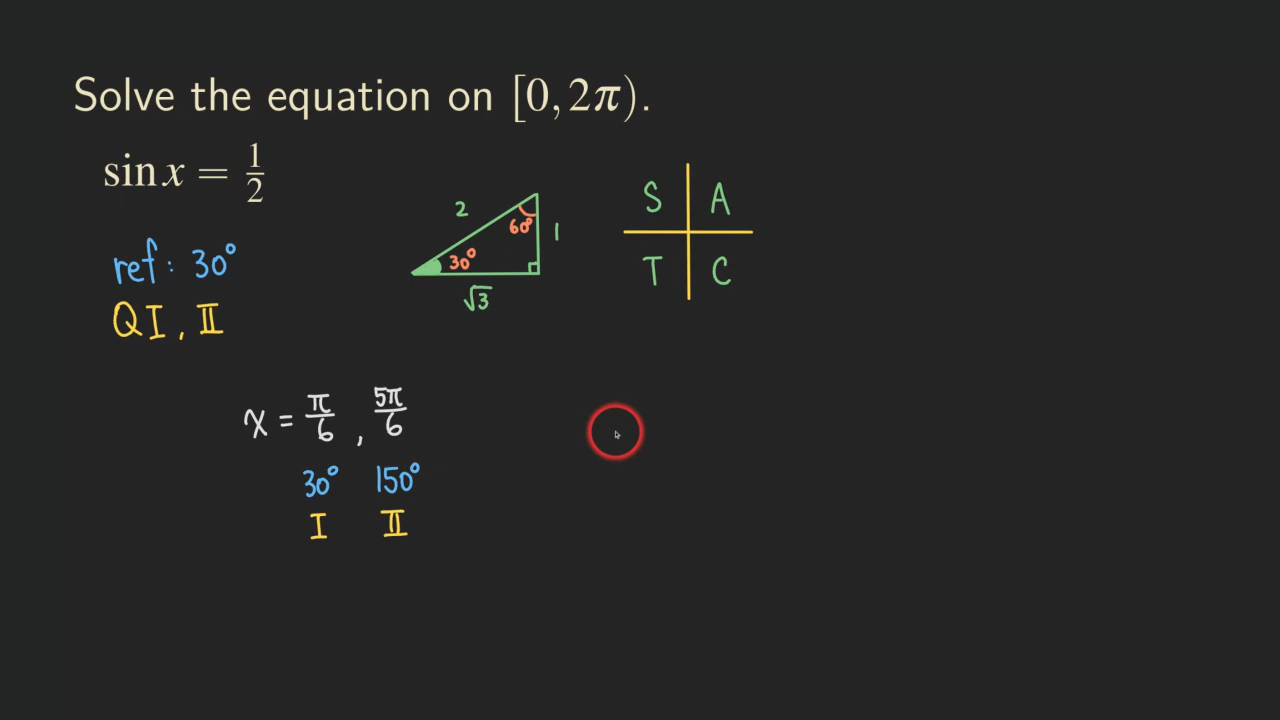 Solve the equation on [0, 2π).
sin x = 1/2
ref: 30°
QI, II
2
60°
1
30°
√3
S A
T C
x = π/6, 5π/6
30° 150°
I II